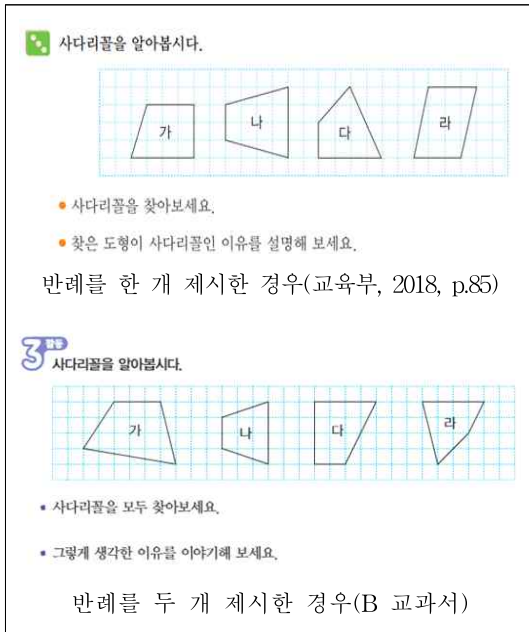 사다리꼴을 알아봅시다.
가 나 다 라
• 사다리꼴을 찾아보세요.
• 찾은 도형이 사다리꼴인 이유를 설명해 보세요.
반례를 한 개 제시한 경우(교육부, 2018, p.85)
3 활동
사다리꼴을 알아봅시다.
가 나 다 라
• 사다리꼴을 모두 찾아보세요.
• 그렇게 생각한 이유를 이야기해 보세요.
반례를 두 개 제시한 경우(B 교과서)